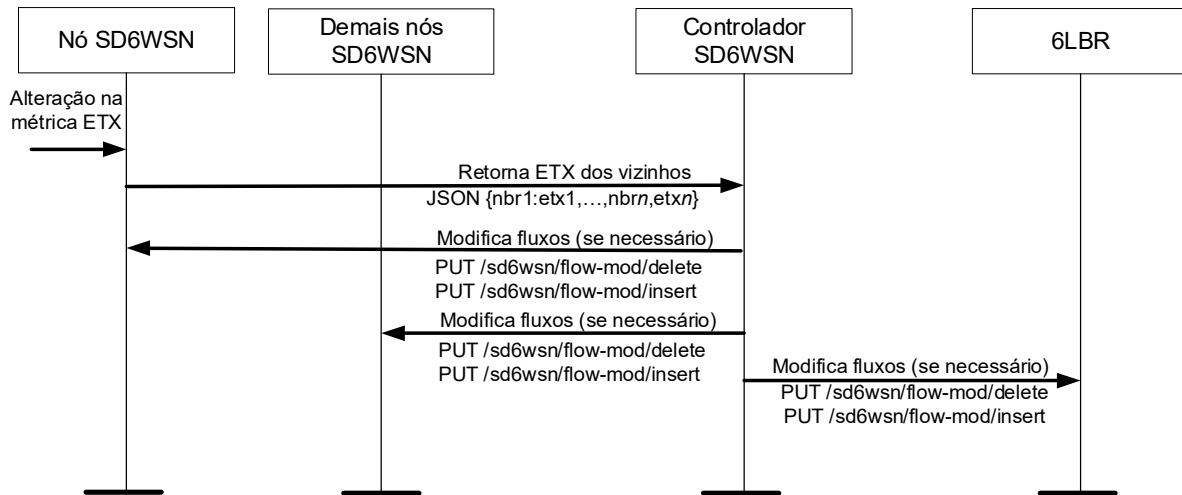 Nó SD6WSN
Demais nós
SD6WSN
Controlador
SD6WSN
6LBR
Alteração na
métrica ETX
Retorna ETX dos vizinhos
JSON {nbr1:etx1,…,nbrn,etxn}
Modifica fluxos (se necessário)
PUT /sd6wsn/flow-mod/delete
PUT /sd6wsn/flow-mod/insert
Modifica fluxos (se necessário)
PUT /sd6wsn/flow-mod/delete
PUT /sd6wsn/flow-mod/insert
Modifica fluxos (se necessário)
PUT /sd6wsn/flow-mod/delete
PUT /sd6wsn/flow-mod/insert